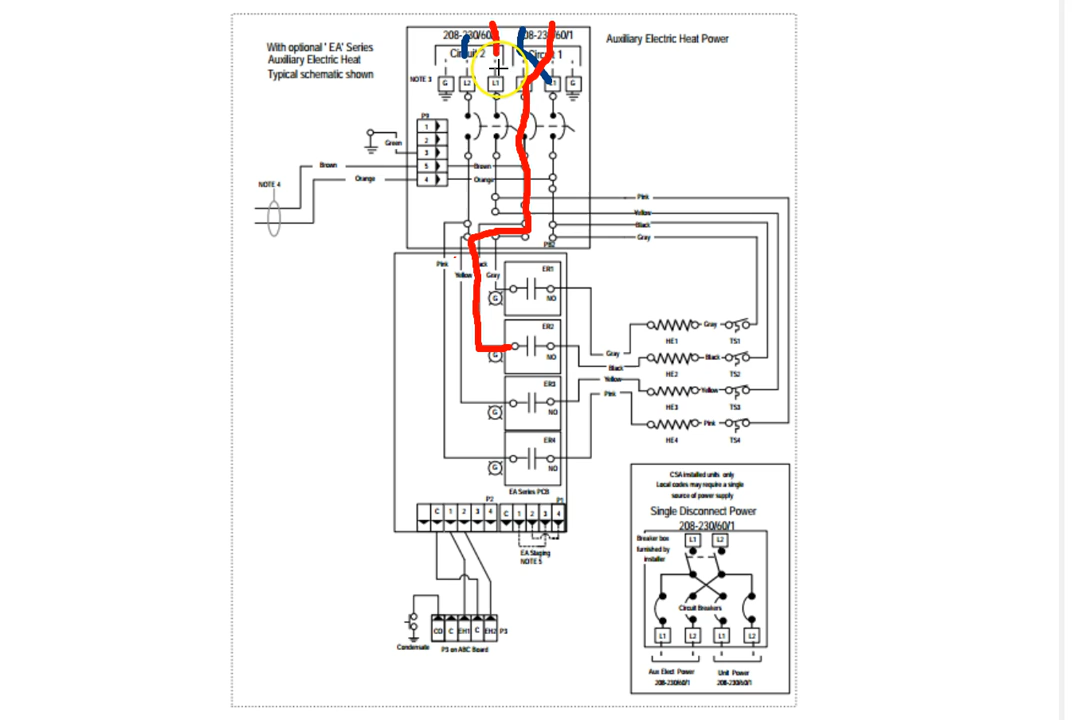 With optional ' EA' Series
Auxiliary Electric Heat
Typical schematic shown
Auxiliary Electric Heat Power
NOTE 3
G
L2
L1
G
P9
1
2
3
5
4
Green
Brown
Orange
Brown
Orange
NOTE 4
Pink
Yellow
Black
Gray
PB2
Pink
Yellow
Gray
ER1
NO
G
ER2
NO
G
ER3
NO
G
ER4
NO
G
Gray
Black
Yellow
Pink
Gray
HE1
TS1
Black
HE2
TS2
Yellow
HE3
TS3
Pink
HE4
TS4
EA Series PCB
P2
P1
C 1 2 3 4
C 1 2 3 4
EA Staging
NOTE 5
CO C EH1 C EH2 P3
Condensate
P3 on ABC Board
CSA installed units only
Local codes may require a single
source of power supply
Single Disconnect Power
208-230/60/1
Breaker box
furnished by
installer
L1 L2
Circuit Breakers
L1 L2 L1 L2
Aux Elect Power
208-230/60/1
Unit Power
208-230/60/1